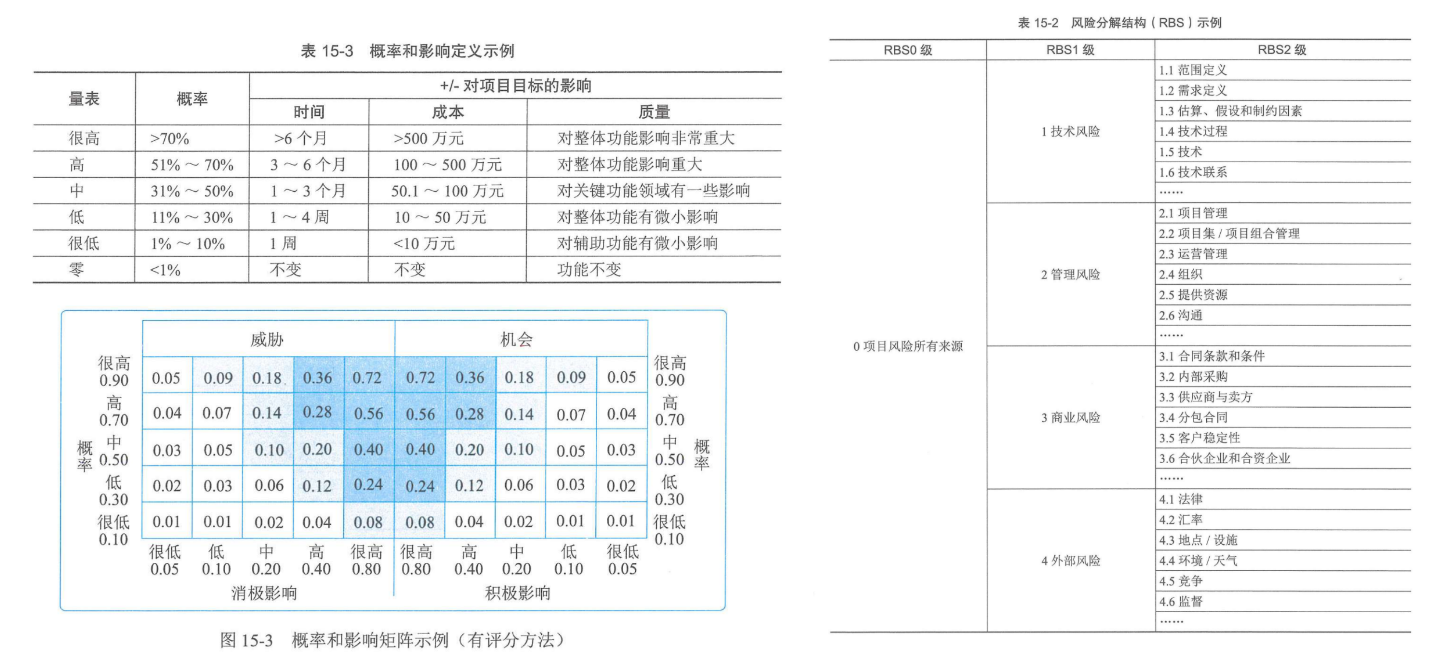 表 15-3 概率和影响定义示例
量表 概率 +/- 对项目目标的影响
时间 成本 质量
很高 >70% >6 个月 >500 万元 对整体功能影响非常重大
高 51% ～ 70% 3 ～ 6 个月 100 ～ 500 万元 对整体功能影响重大
中 31% ～ 50% 1 ～ 3 个月 50.1 ～ 100 万元 对关键功能领域有一些影响
低 11% ～ 30% 1 ～ 4 周 10 ～ 50 万元 对整体功能有微小影响
很低 1% ～ 10% 1 周 <10 万元 对辅助功能有微小影响
零 <1% 不变 不变 功能不变
威胁 机会
很高 0.90 0.05 0.09 0.18 0.36 0.72 0.72 0.36 0.18 0.09 0.05 很高 0.90
高 0.70 0.04 0.07 0.14 0.28 0.56 0.56 0.28 0.14 0.07 0.04 高 0.70
概率 中 0.50 0.03 0.05 0.10 0.20 0.40 0.40 0.20 0.10 0.05 0.03 中 0.50 概率
低 0.30 0.02 0.03 0.06 0.12 0.24 0.24 0.12 0.06 0.03 0.02 低 0.30
很低 0.10 0.01 0.01 0.02 0.04 0.08 0.08 0.04 0.02 0.01 0.01 很低 0.10
很低 低 中 高 很高 很高 高 中 低 很低
0.05 0.10 0.20 0.40 0.80 0.80 0.40 0.20 0.10 0.05
消极影响 积极影响
图 15-3 概率和影响矩阵示例（有评分方法）
表 15-2 风险分解结构（RBS）示例
RBS0 级 RBS1 级 RBS2 级
0 项目风险所有来源
1 技术风险
1.1 范围定义
1.2 需求定义
1.3 估算、假设和制约因素
1.4 技术过程
1.5 技术
1.6 技术联系
……
2 管理风险
2.1 项目管理
2.2 项目集 / 项目组合管理
2.3 运营管理
2.4 组织
2.5 提供资源
2.6 沟通
……
3 商业风险
3.1 合同条款和条件
3.2 内部采购
3.3 供应商与卖方
3.4 分包合同
3.5 客户稳定性
3.6 合伙企业和合资企业
……
4 外部风险
4.1 法律
4.2 汇率
4.3 地点 / 设施
4.4 环境 / 天气
4.5 竞争
4.6 监督
……